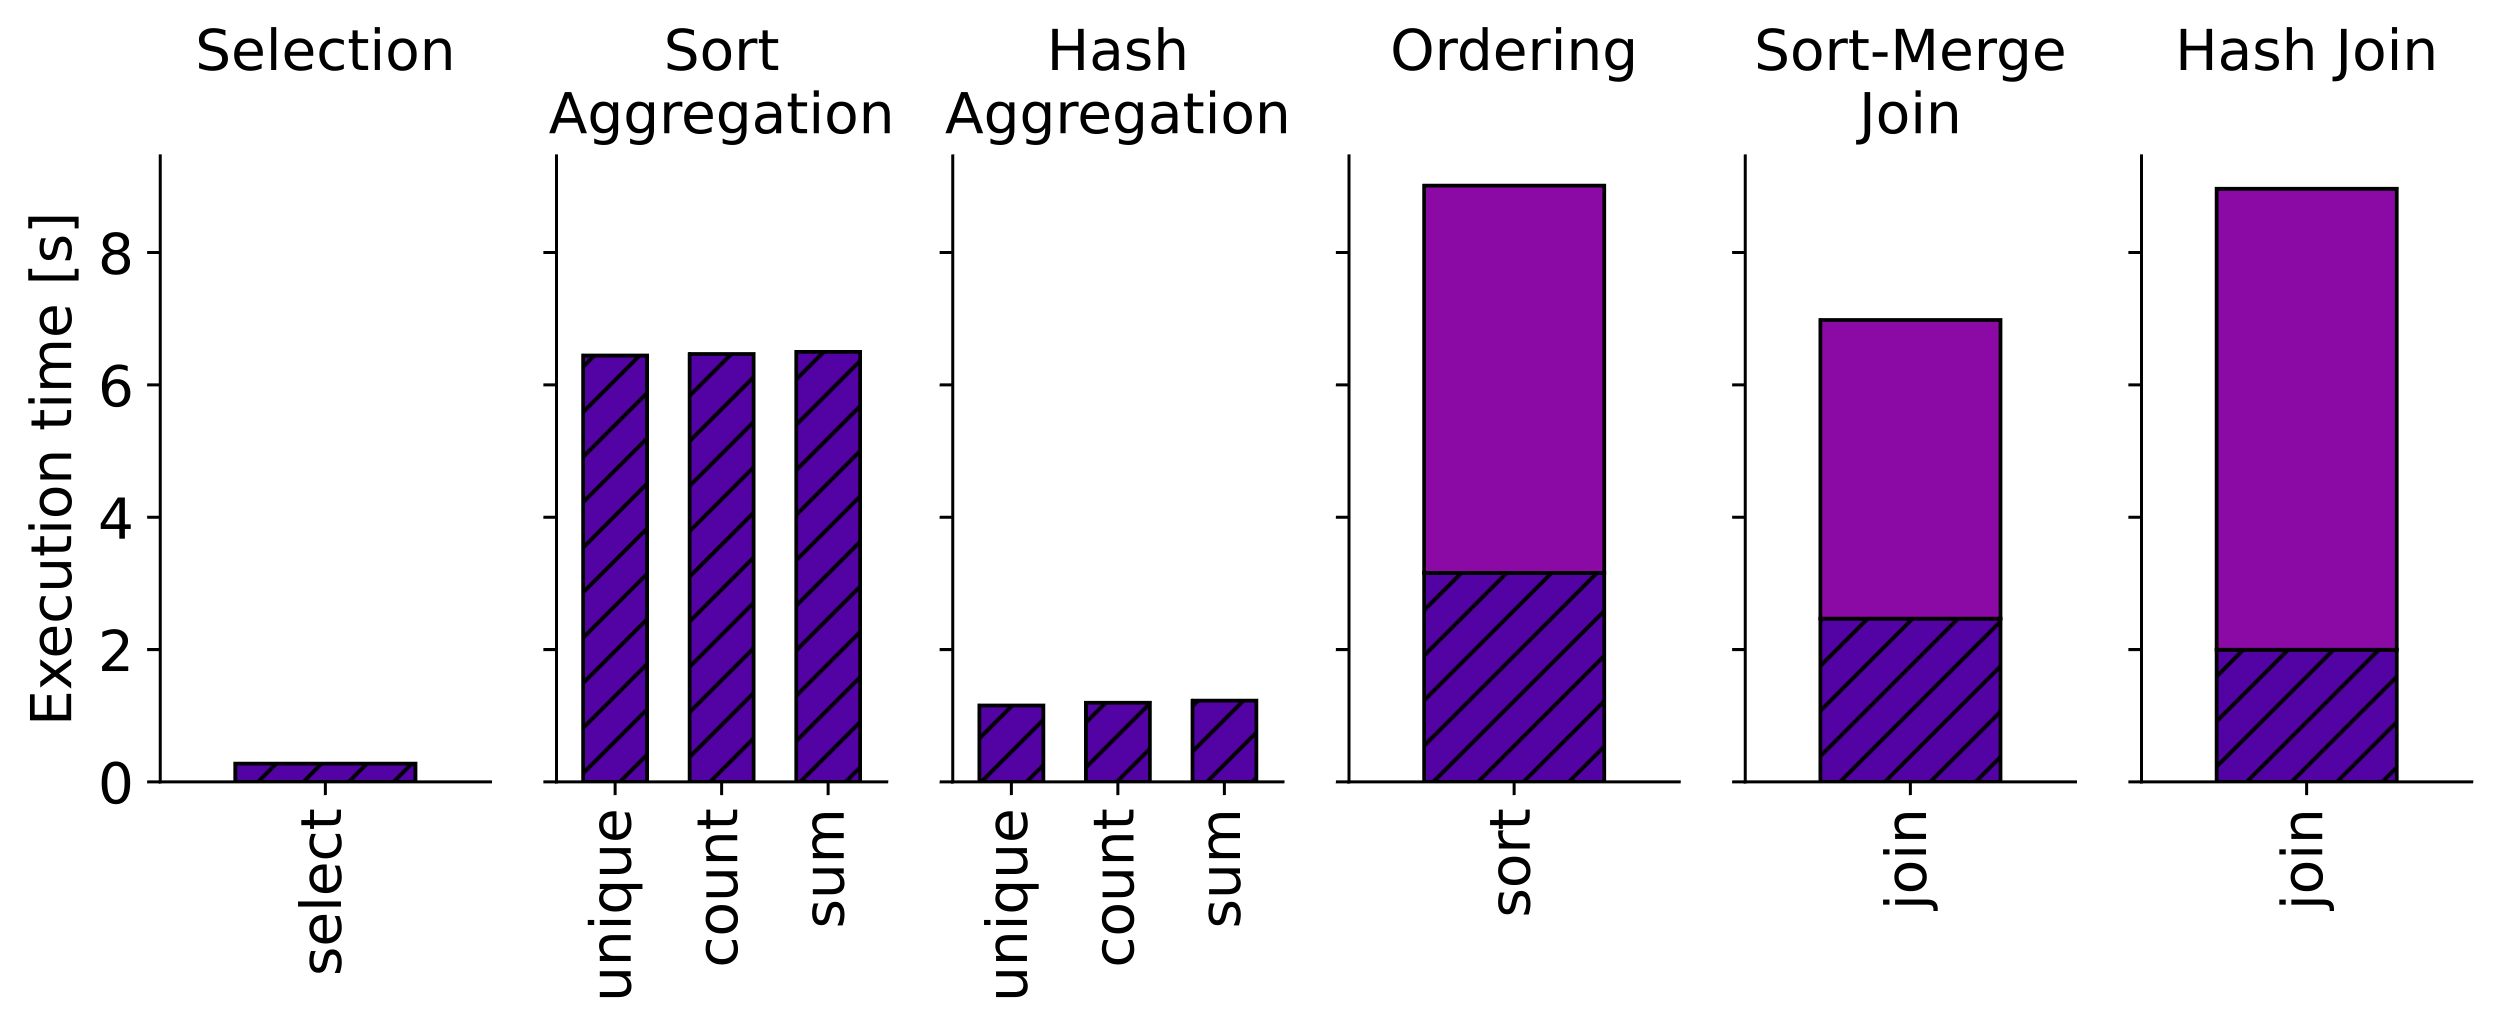 Selection
Sort
Aggregation
Hash
Aggregation
Ordering
Sort-Merge
Join
Hash Join
Execution time [s]
8
6
4
2
0
select
unique
count
sum
unique
count
sum
sort
join
join